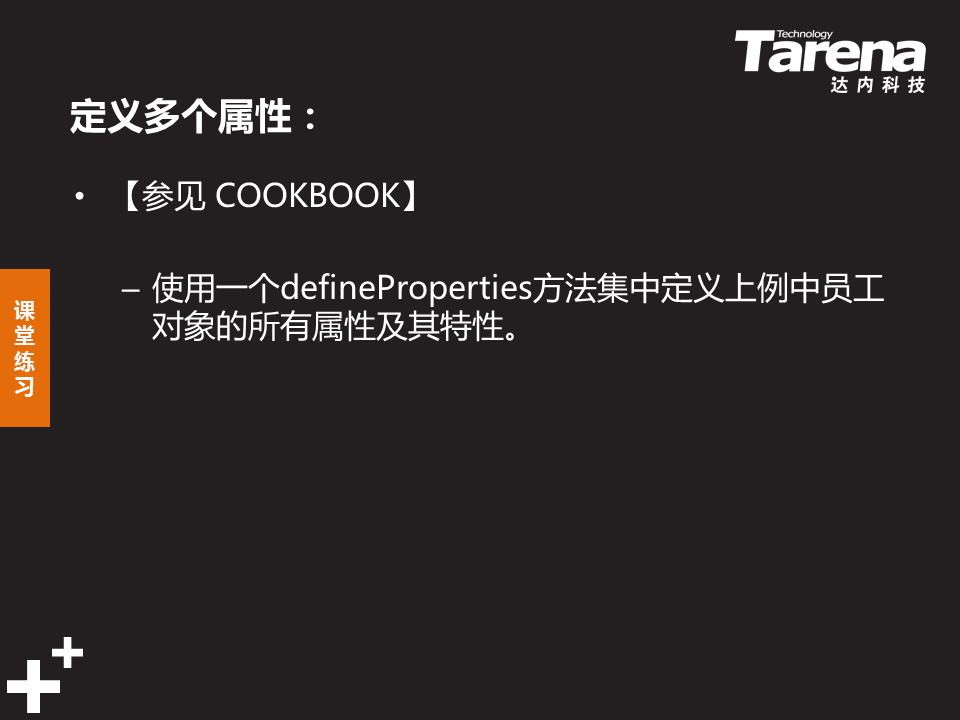 Technology
Tarena
达内科技
定义多个属性：
• 【参见 COOKBOOK】
– 使用一个defineProperties方法集中定义上例中员工
对象的所有属性及其特性。
课
堂
练
习